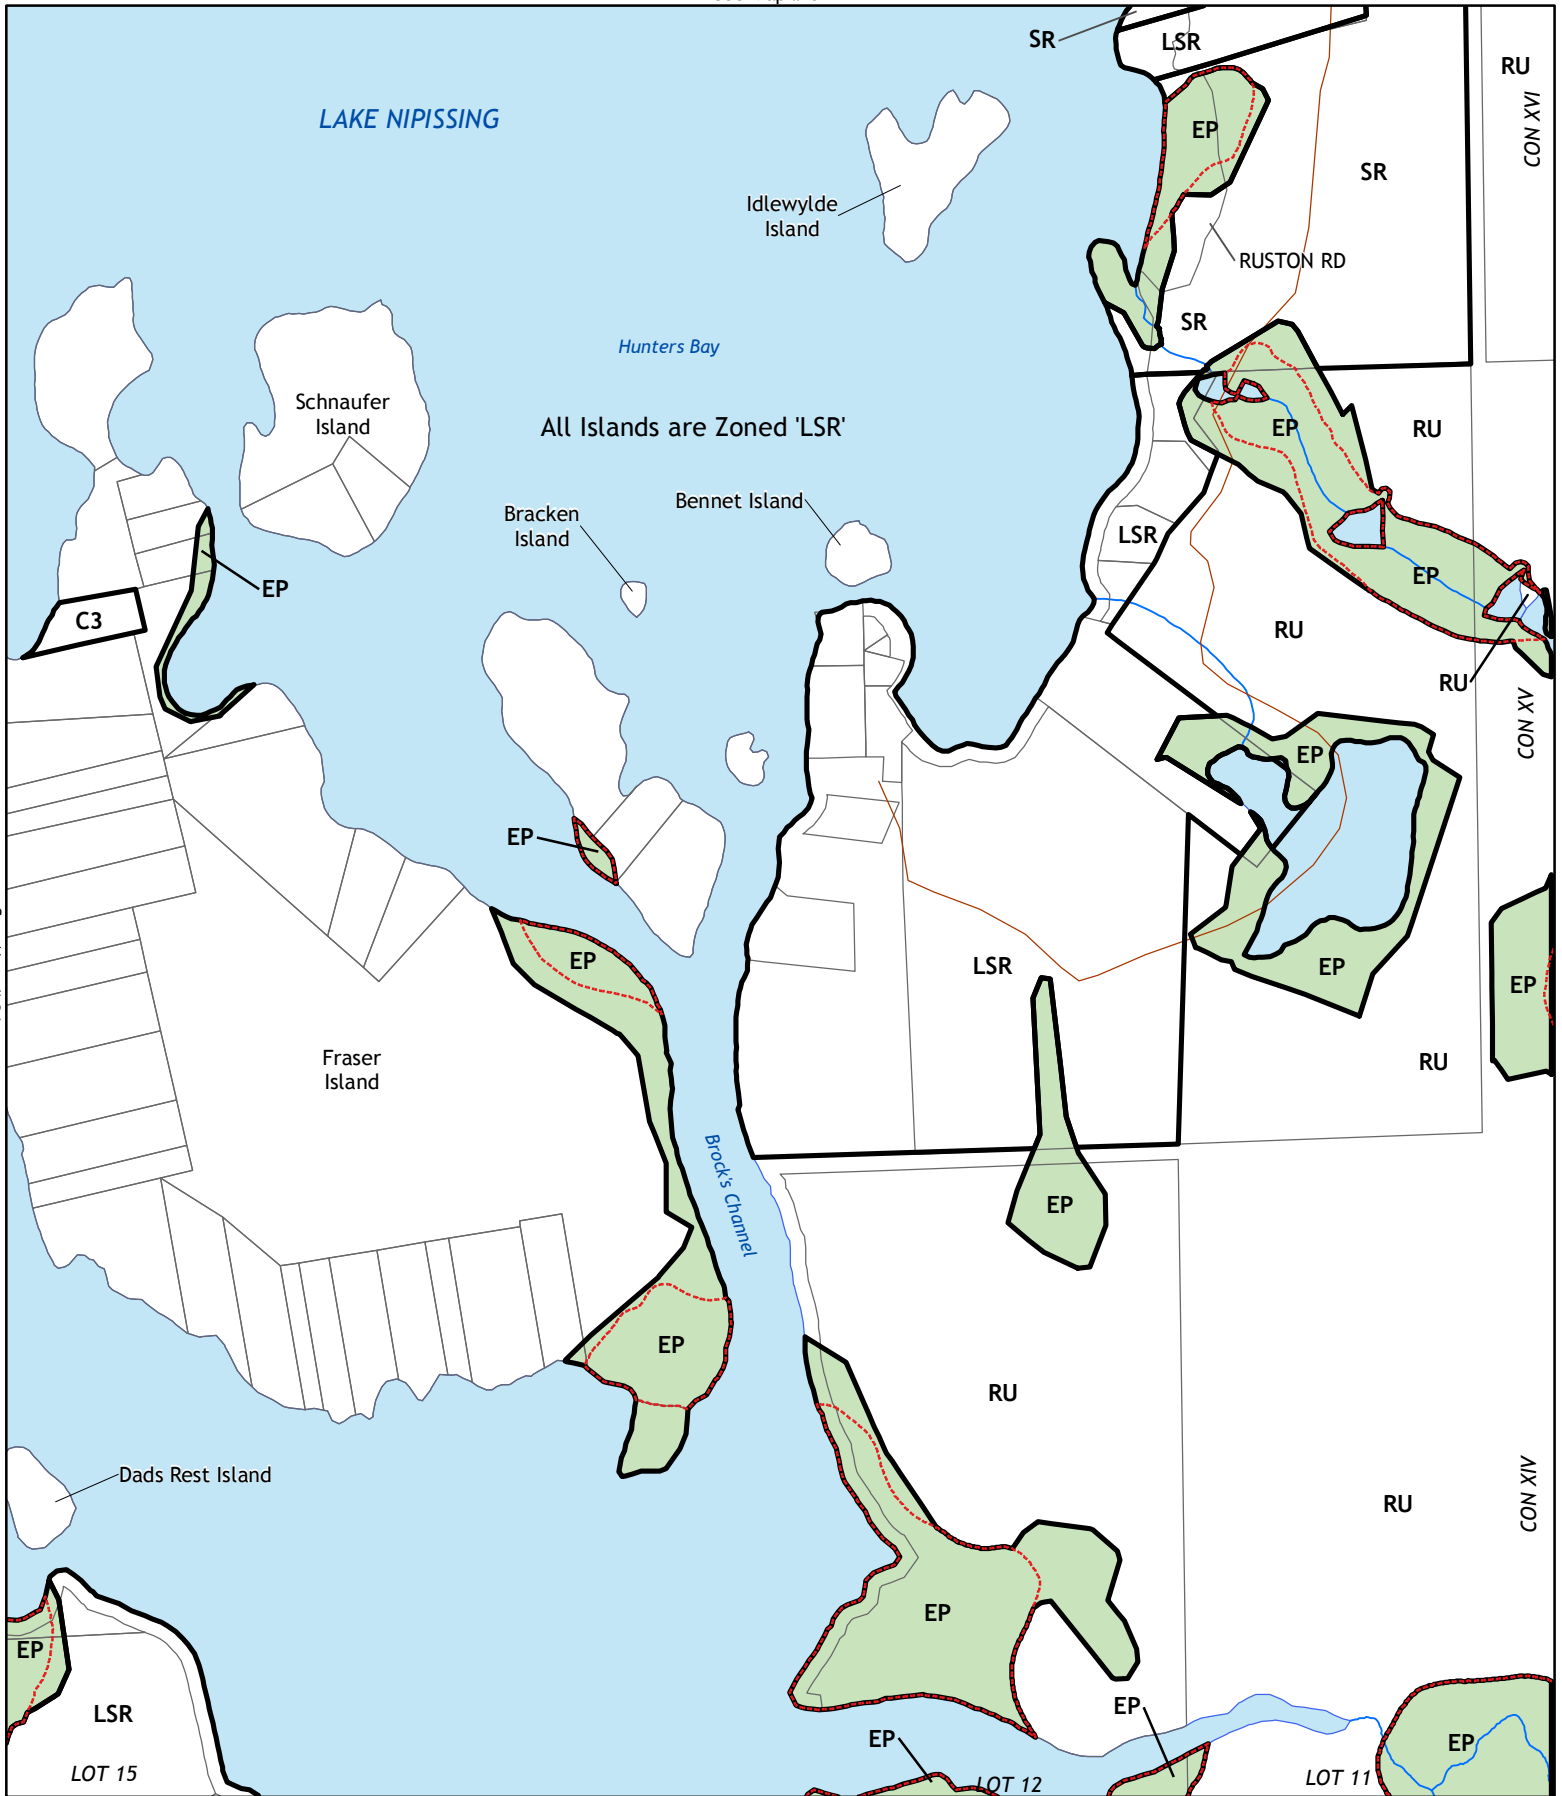 SR
LSR
RU
LAKE NIPISSING
CON XVI
EP
SR
Idlewylde
Island
RUSTON RD
SR
Hunters Bay
Schnaufer
Island
All Islands are Zoned 'LSR'
EP
RU
Bennet Island
Bracken
Island
LSR
EP
EP
C3
RU
RU
CON XV
EP
EP
EP
LSR
EP
EP
Fraser
Island
RU
Brock's Channel
EP
EP
RU
Dads Rest Island
RU
CON XIV
EP
EP
LSR
EP
EP
EP
LOT 15
LOT 12
LOT 11